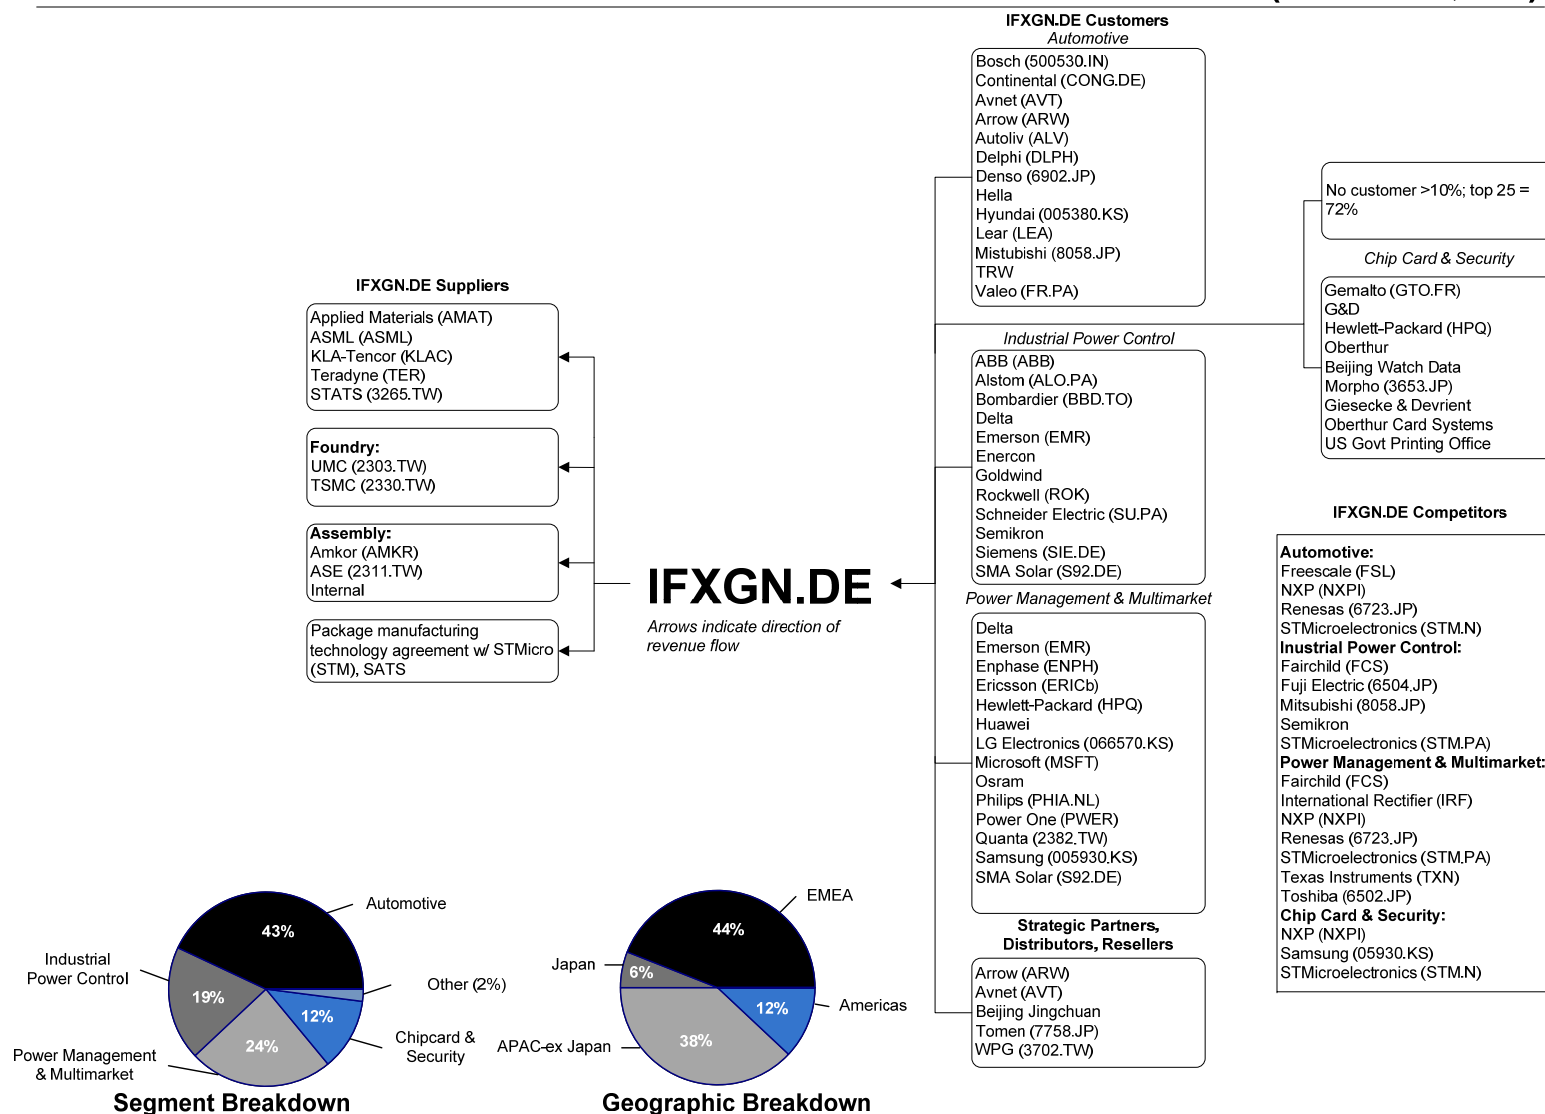 IFXGN.DE Customers
Automotive
Bosch (500530.IN)
Continental (CONG.DE)
Avnet (AVT)
Arrow (ARW)
Autoliv (ALV)
Delphi (DLPH)
Denso (6902.JP)
Hella
Hyundai (005380.KS)
Lear (LEA)
Mistubishi (8058.JP)
TRW
Valeo (FR.PA)
No customer >10%; top 25 =
72%
Chip Card & Security
Gemalto (GTO.FR)
G&D
Hewlett-Packard (HPQ)
Oberthur
Beijing Watch Data
Morpho (3653.JP)
Giesecke & Devrient
Oberthur Card Systems
US Govt Printing Office
IFXGN.DE Suppliers
Applied Materials (AMAT)
ASML (ASML)
KLA-Tencor (KLAC)
Teradyne (TER)
STATS (3265.TW)
Foundry:
UMC (2303.TW)
TSMC (2330.TW)
Assembly:
Amkor (AMKR)
ASE (2311.TW)
Internal
Package manufacturing
technology agreement w/ STMicro
(STM), SATS
IFXGN.DE
Arrows indicate direction of
revenue flow
Industrial Power Control
ABB (ABB)
Alstom (ALO.PA)
Bombardier (BBD.TO)
Delta
Emerson (EMR)
Enercon
Goldwind
Rockwell (ROK)
Schneider Electric (SU.PA)
Semikron
Siemens (SIE.DE)
SMA Solar (S92.DE)
Power Management & Multimarket
Delta
Emerson (EMR)
Enphase (ENPH)
Ericsson (ERICb)
Hewlett-Packard (HPQ)
Huawei
LG Electronics (066570.KS)
Microsoft (MSFT)
Osram
Philips (PHIA.NL)
Power One (PWER)
Quanta (2382.TW)
Samsung (005930.KS)
SMA Solar (S92.DE)
Strategic Partners,
Distributors, Resellers
Arrow (ARW)
Avnet (AVT)
Beijing Jingchuan
Tomen (7758.JP)
WPG (3702.TW)
IFXGN.DE Competitors
Automotive:
Freescale (FSL)
NXP (NXPI)
Renesas (6723.JP)
STMicroelectronics (STM.N)
Inustrial Power Control:
Fairchild (FCS)
Fuji Electric (6504.JP)
Mitsubishi (8058.JP)
Semikron
STMicroelectronics (STM.PA)
Power Management & Multimarket:
Fairchild (FCS)
International Rectifier (IRF)
NXP (NXPI)
Renesas (6723.JP)
STMicroelectronics (STM.PA)
Texas Instruments (TXN)
Toshiba (6502.JP)
Chip Card & Security:
NXP (NXPI)
Samsung (05930.KS)
STMicroelectronics (STM.N)
Automotive
43%
Industrial
Power Control
19%
Other (2%)
12%
Chipcard &
Security
24%
Power Management
& Multimarket
Segment Breakdown
EMEA
44%
Japan
6%
Americas
12%
APAC-ex Japan
38%
Geographic Breakdown